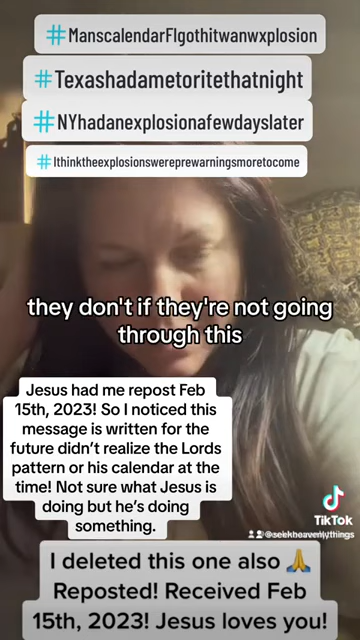 #ManscalendarFlgothitwanwxplosion
#Texashadametoritethatnight
#NYhadanexplosionafewdayslater
#Ithinktheexplosionswereprewarningsmoretocome
they don't if they're not going
through this
Jesus had me repost Feb
15th, 2023! So I noticed this
message is written for the
future didn't realize the Lords
pattern or his calendar at the
time! Not sure what Jesus is
doing but he's doing
something.
TikTok
@seekheavenlythings
I deleted this one also 🙏
Reposted! Received Feb
15th, 2023! Jesus loves you!